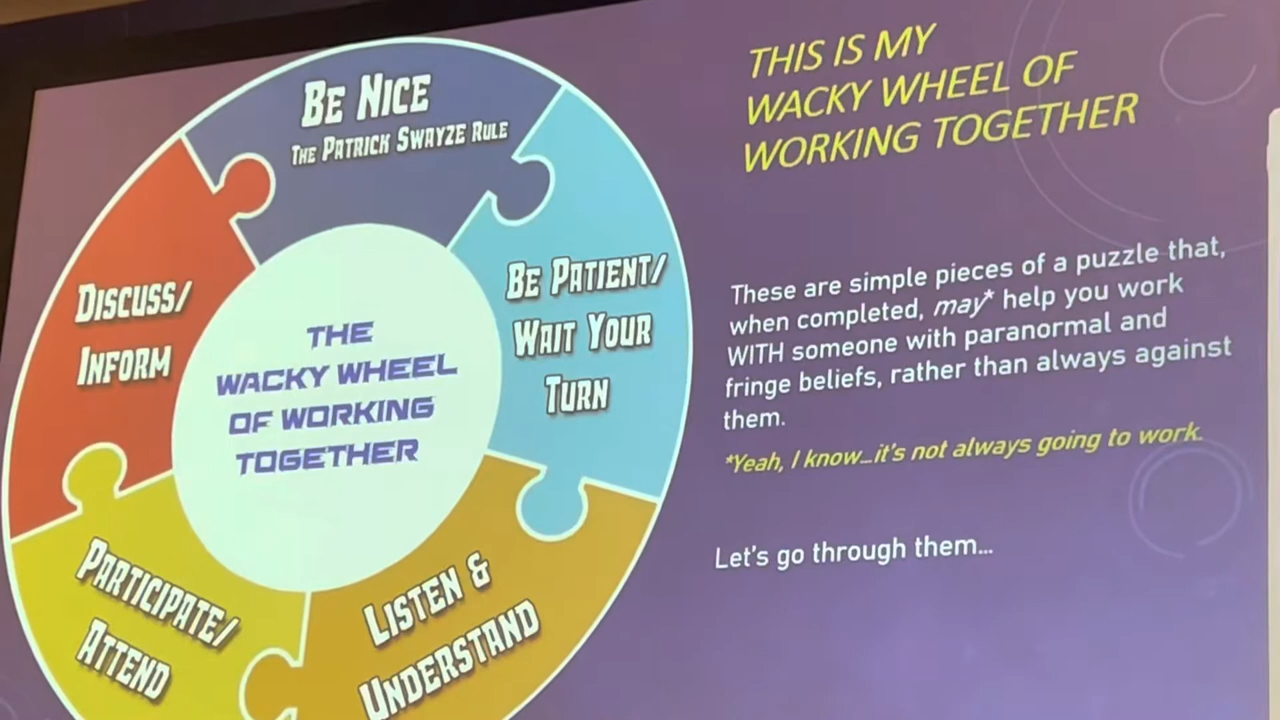 BE NICE
THE PATRICK SWAYZE RULE
BE PATIENT/
WAIT YOUR
TURN
LISTEN &
UNDERSTAND
PARTICIPATE/
ATTEND
DISCUSS/
INFORM
THE
WACKY WHEEL
OF WORKING
TOGETHER
THIS IS MY
WACKY WHEEL OF
WORKING TOGETHER
These are simple pieces of a puzzle that,
when completed, may* help you work
WITH someone with paranormal and
fringe beliefs, rather than always against
them.
*Yeah, I know...it's not always going to work.
Let's go through them...